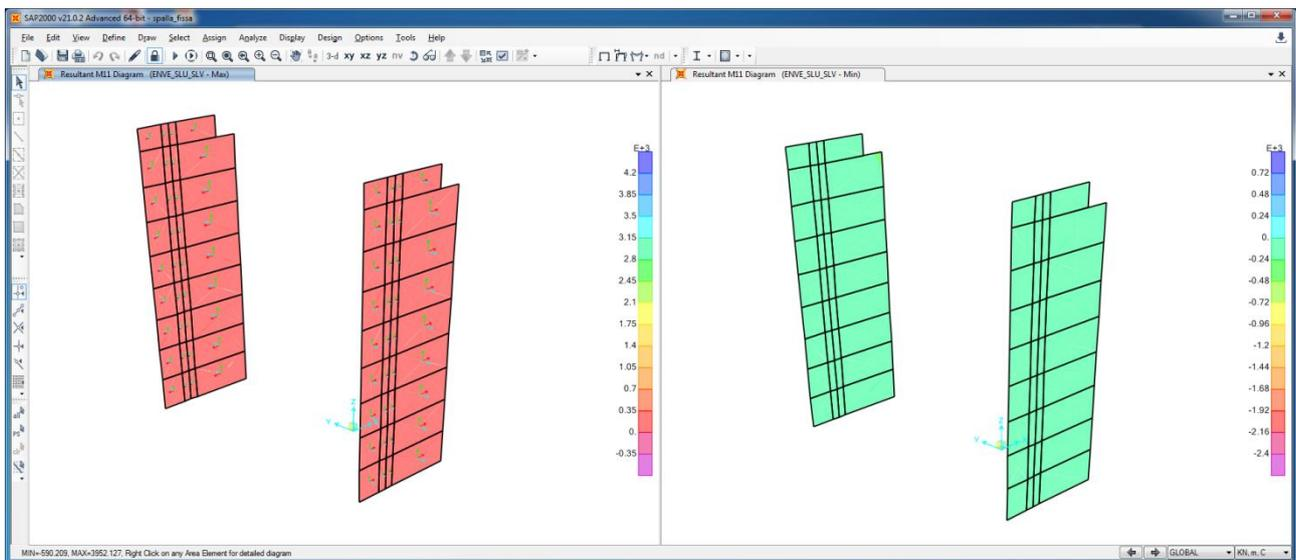 SAP2000 v21.0.2 Advanced 64-bit - spalla_fissa
File Edit View Define Draw Select Assign Analyze Display Design Options Tools Help
3-d xy xz yz nv nd
Resultant M11 Diagram (ENVE_SLU_SLV - Max)
Resultant M11 Diagram (ENVE_SLU_SLV - Min)
E+3
4.2
3.85
3.5
3.15
2.8
2.45
2.1
1.75
1.4
1.05
0.7
0.35
0.
-0.35
Z
Y
X
E+3
0.72
0.48
0.24
0.
-0.24
-0.48
-0.72
-0.96
-1.2
-1.44
-1.68
-1.92
-2.16
-2.4
Z
Y
X
all
PS
clr
MIN=-590.209, MAX=3952.127, Right Click on any Area Element for detailed diagram
GLOBAL
KN, m, C